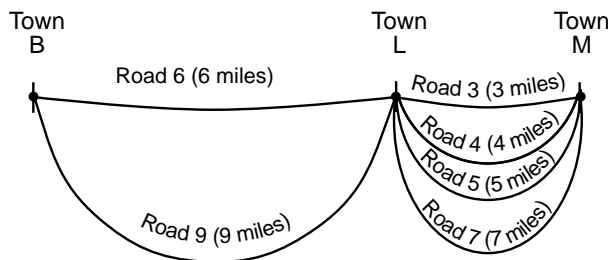 Town
B
Town
L
Town
M
Road 6 (6 miles)
Road 3 (3 miles)
Road 4 (4 miles)
Road 5 (5 miles)
Road 9 (9 miles)
Road 7 (7 miles)